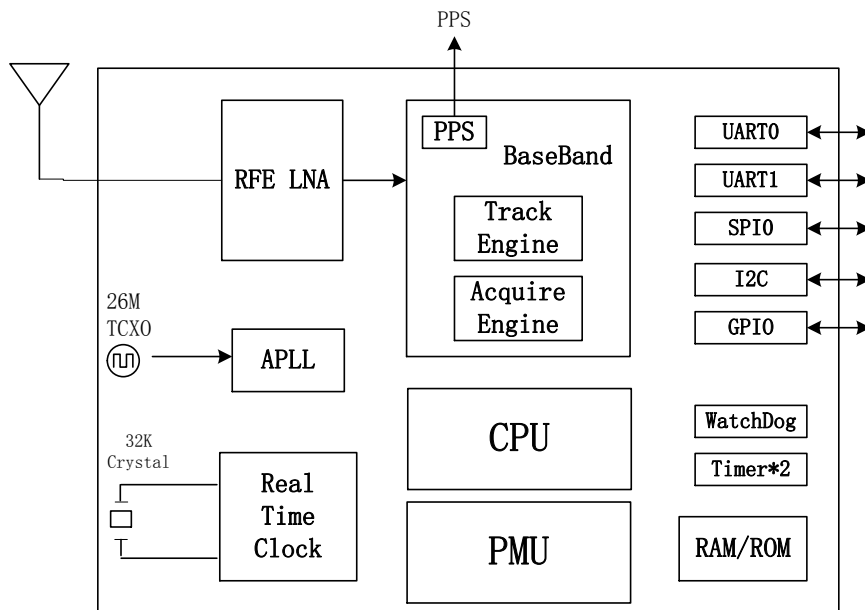 PPS
PPS
BaseBand
RFE LNA
Track
Engine
Acquire
Engine
UART0
UART1
SPI0
I2C
GPIO
26M
TCXO
APLL
CPU
WatchDog
Timer*2
32K
Crystal
Real
Time
Clock
PMU
RAM/ROM